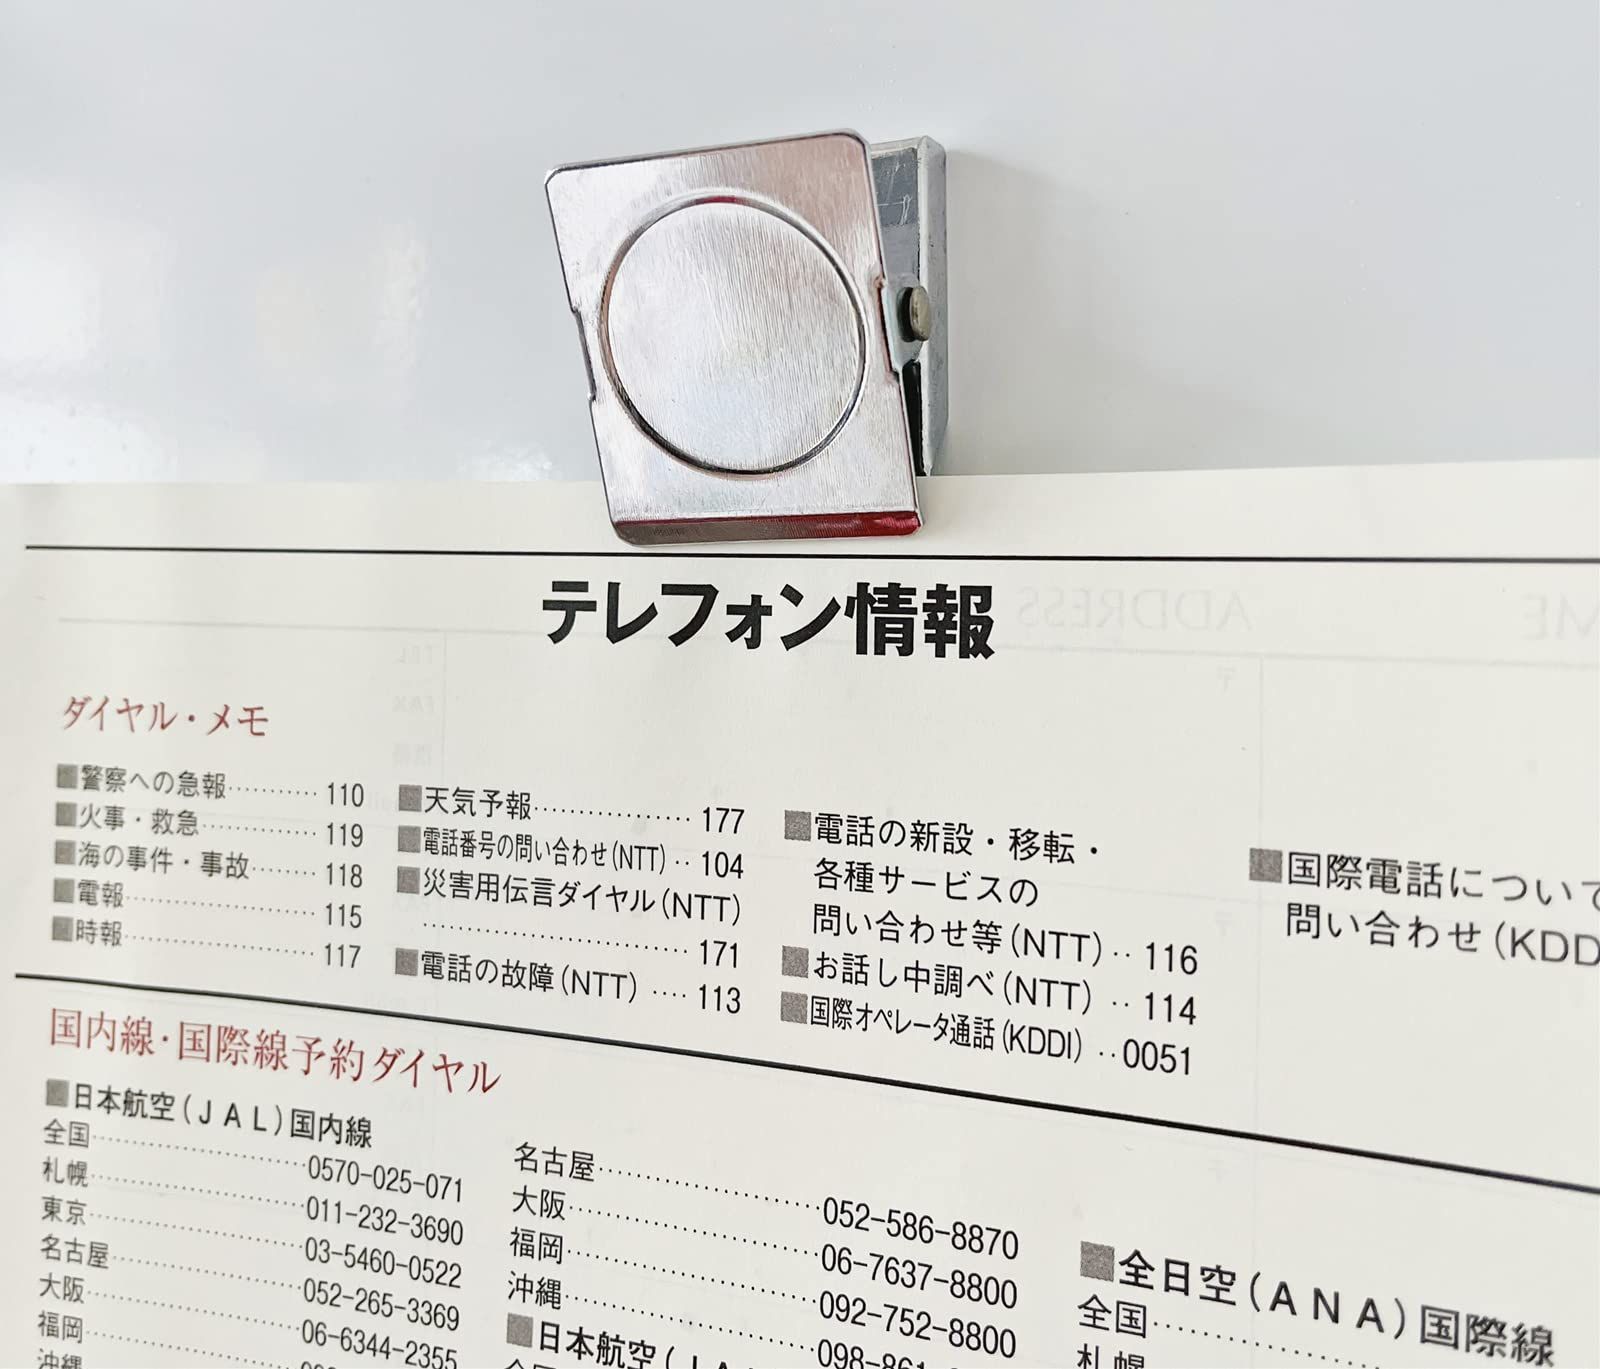 テレフォン情報
ダイヤル・メモ
■警察への急報………… 110
■火事・救急…………… 119
■海の事件・事故……… 118
■電報…………………… 115
■時報…………………… 117
■天気予報……………… 177
■電話番号の問い合わせ(NTT)‥ 104
■災害用伝言ダイヤル(NTT)
………………………… 171
■電話の故障(NTT) ‥‥ 113
■電話の新設・移転・
各種サービスの
問い合わせ等(NTT)‥ 116
■お話し中調べ(NTT) ‥ 114
■国際オペレータ通話(KDDI) ‥0051
■国際電話について
問い合わせ(KDD
国内線・国際線予約ダイヤル
■日本航空(JAL)国内線
全国………………………0570-025-071
札幌………………………011-232-3690
東京………………………03-5460-0522
名古屋……………………052-265-3369
大阪………………………06-6344-2355
福岡
沖縄
名古屋……………………052-586-8870
大阪………………………06-7637-8800
福岡………………………092-752-8800
沖縄………………………098-861-
■日本航空(JA
全国
■全日空(ANA)国際線
全国…………
札幌
ADDRESS
TEL
FAX